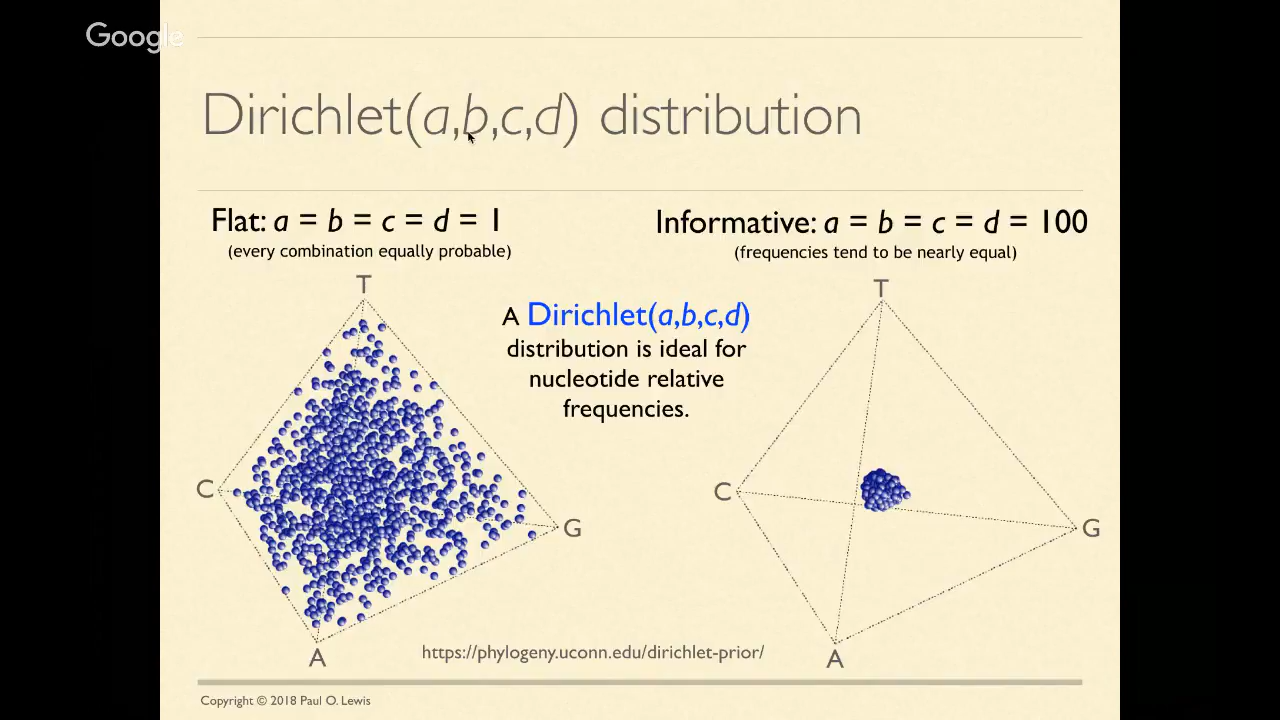 Google
Dirichlet(a,b,c,d) distribution
Flat: a = b = c = d = 1
(every combination equally probable)
Informative: a = b = c = d = 100
(frequencies tend to be nearly equal)
A Dirichlet(a,b,c,d)
distribution is ideal for
nucleotide relative
frequencies.
T
C
G
A
T
C
G
A
https://phylogeny.uconn.edu/dirichlet-prior/
Copyright © 2018 Paul O. Lewis